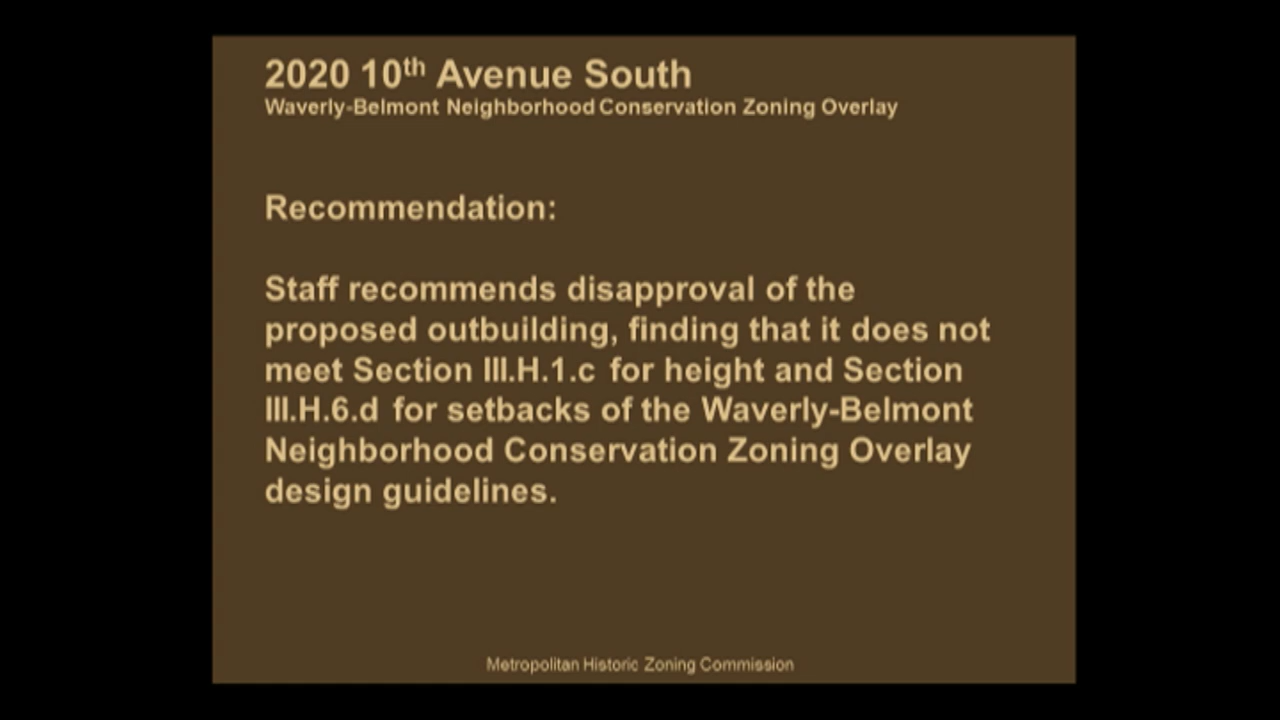 2020 10th Avenue South
Waverly-Belmont Neighborhood Conservation Zoning Overlay
Recommendation:
Staff recommends disapproval of the
proposed outbuilding, finding that it does not
meet Section III.H.1.c for height and Section
III.H.6.d for setbacks of the Waverly-Belmont
Neighborhood Conservation Zoning Overlay
design guidelines.
Metropolitan Historic Zoning Commission